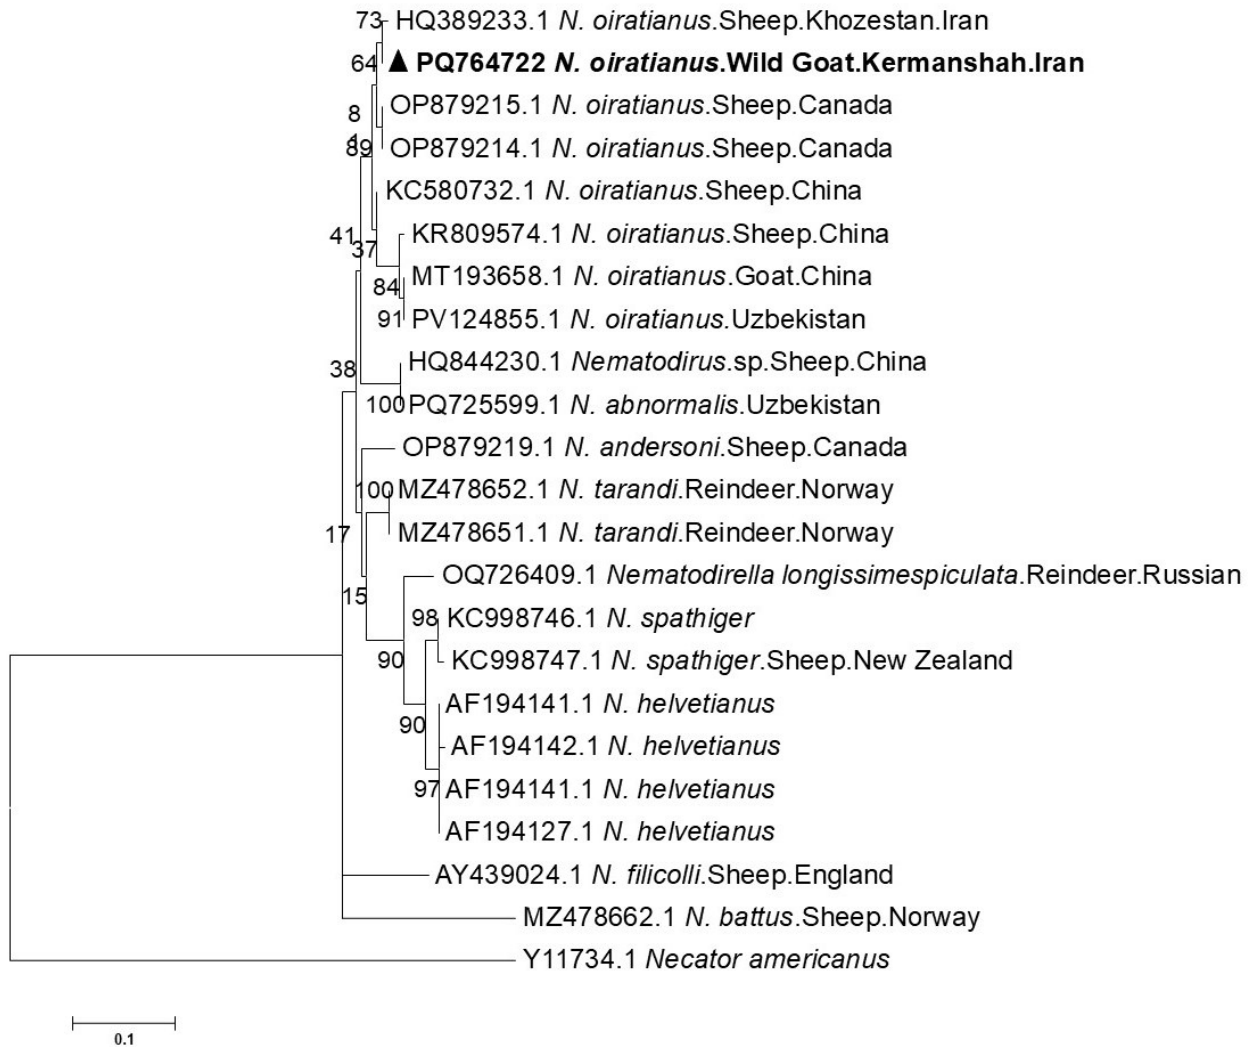 73 HQ389233.1 N. oiratianus.Sheep.Khozestan.Iran
64 ▲ PQ764722 N. oiratianus.Wild Goat.Kermanshah.Iran
OP879215.1 N. oiratianus.Sheep.Canada
8
1
89 OP879214.1 N. oiratianus.Sheep.Canada
KC580732.1 N. oiratianus.Sheep.China
41 KR809574.1 N. oiratianus.Sheep.China
37
84 MT193658.1 N. oiratianus.Goat.China
91 PV124855.1 N. oiratianus.Uzbekistan
38 HQ844230.1 Nematodirus.sp.Sheep.China
100 PQ725599.1 N. abnormalis.Uzbekistan
OP879219.1 N. andersoni.Sheep.Canada
100 MZ478652.1 N. tarandi.Reindeer.Norway
17 MZ478651.1 N. tarandi.Reindeer.Norway
OQ726409.1 Nematodirella longissimespiculata.Reindeer.Russian
15
98 KC998746.1 N. spathiger
90 KC998747.1 N. spathiger.Sheep.New Zealand
AF194141.1 N. helvetianus
90
AF194142.1 N. helvetianus
97 AF194141.1 N. helvetianus
AF194127.1 N. helvetianus
AY439024.1 N. filicolli.Sheep.England
MZ478662.1 N. battus.Sheep.Norway
Y11734.1 Necator americanus
0.1